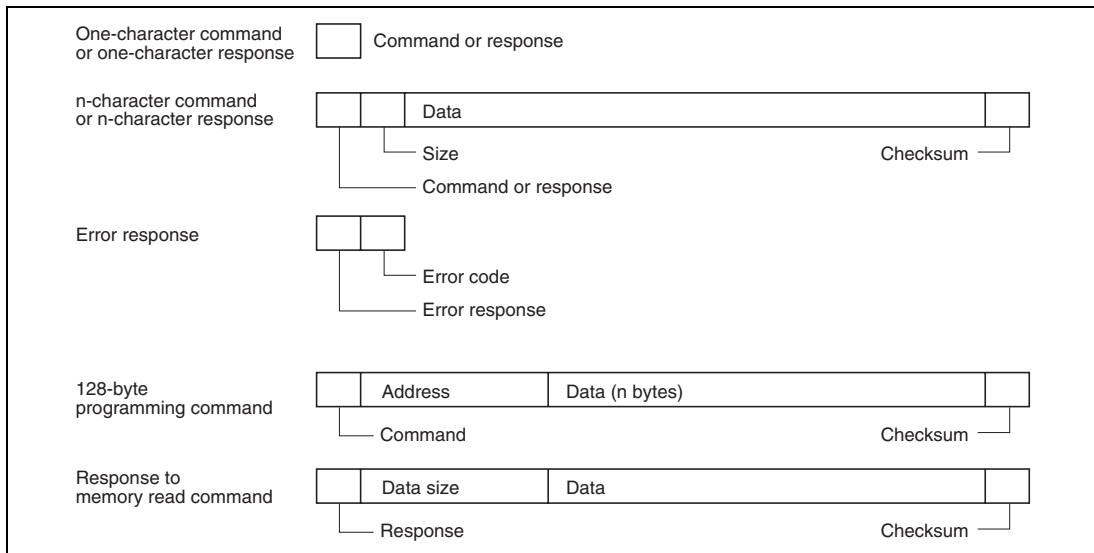 One-character command
or one-character response
Command or response
n-character command
or n-character response
Data
Size
Checksum
Command or response
Error response
Error code
Error response
128-byte
programming command
Address
Data (n bytes)
Command
Checksum
Response to
memory read command
Data size
Data
Response
Checksum